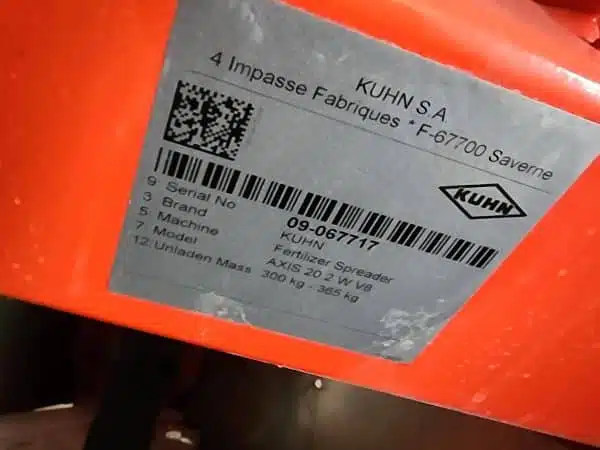 KUHN S.A
4 Impasse Fabriques * F-67700 Saverne
KUHN
9 Serial No 09-067717
3 Brand KUHN
5 Machine Fertilizer Spreader
7 Model AXIS 20 2 W V8
12 Unladen Mass 300 kg - 365 kg